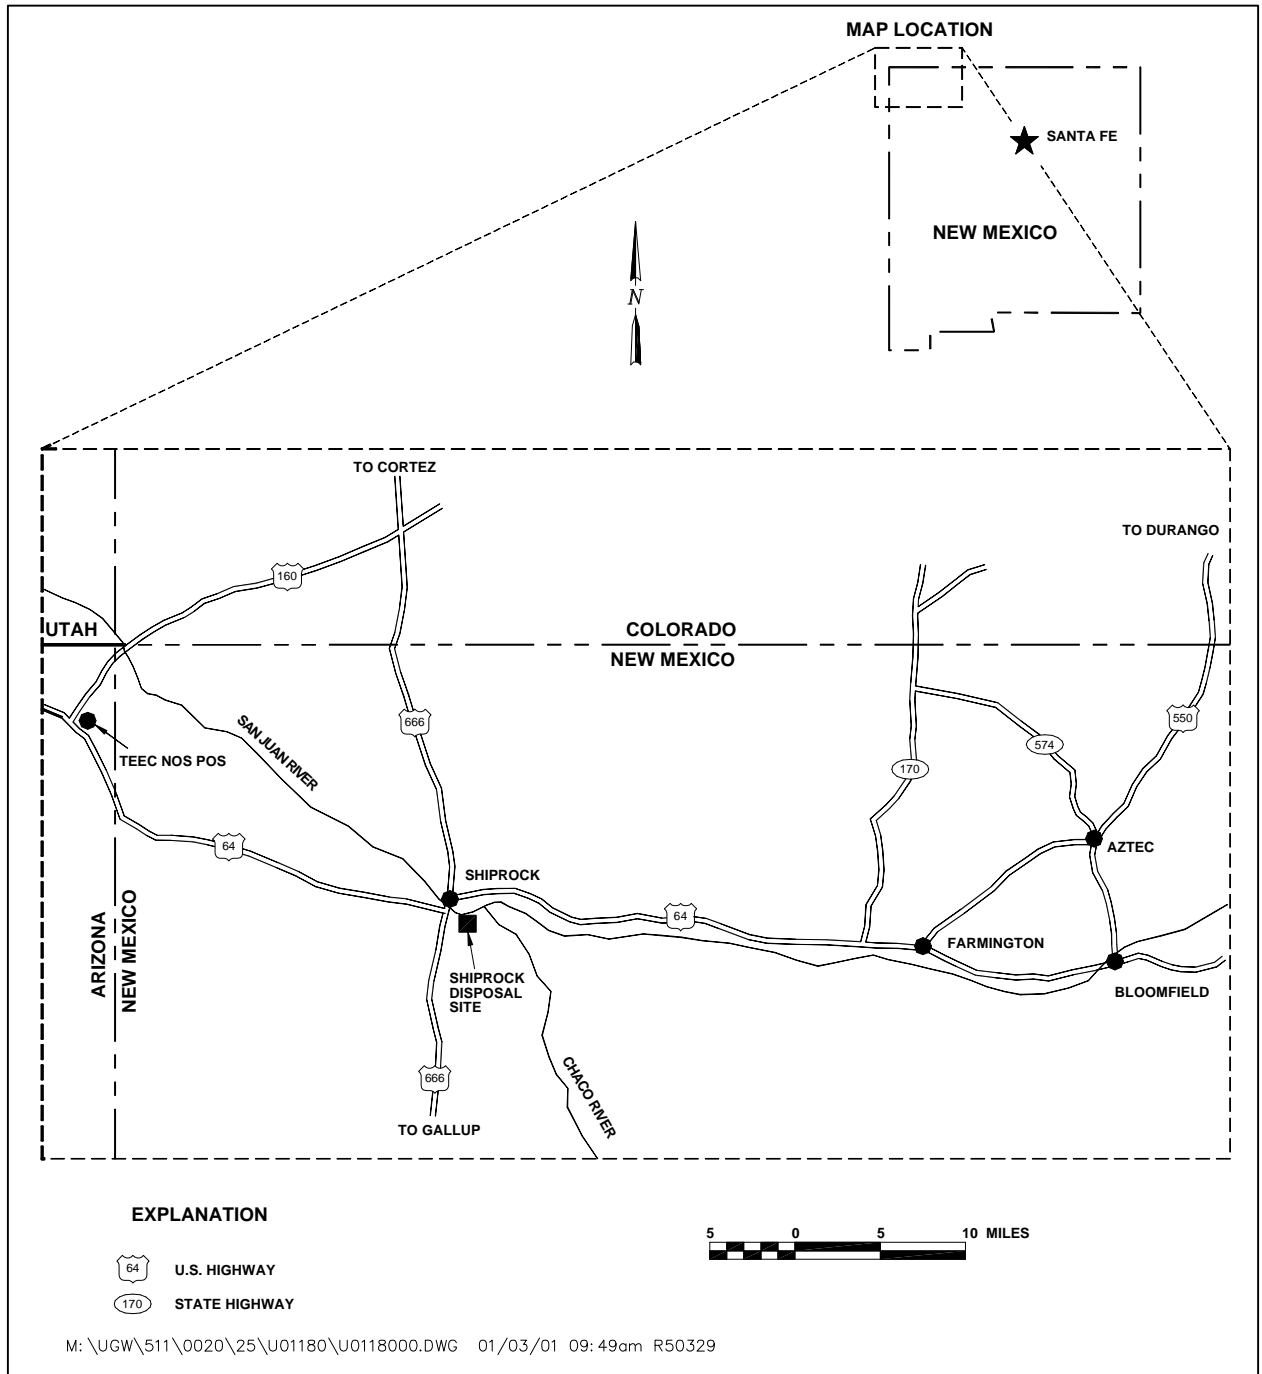 MAP LOCATION
SANTA FE
NEW MEXICO
N
TO CORTEZ
TO DURANGO
160
UTAH
COLORADO
NEW MEXICO
666
SAN JUAN RIVER
550
574
TEEC NOS POS
170
64
AZTEC
SHIPROCK
64
FARMINGTON
ARIZONA
NEW MEXICO
SHIPROCK
DISPOSAL
SITE
BLOOMFIELD
666
CHACO RIVER
TO GALLUP
EXPLANATION
64
U.S. HIGHWAY
170
STATE HIGHWAY
5 0 5 10 MILES
M:\UGW\511\0020\25\U01180\U0118000.DWG 01/03/01 09:49am R50329